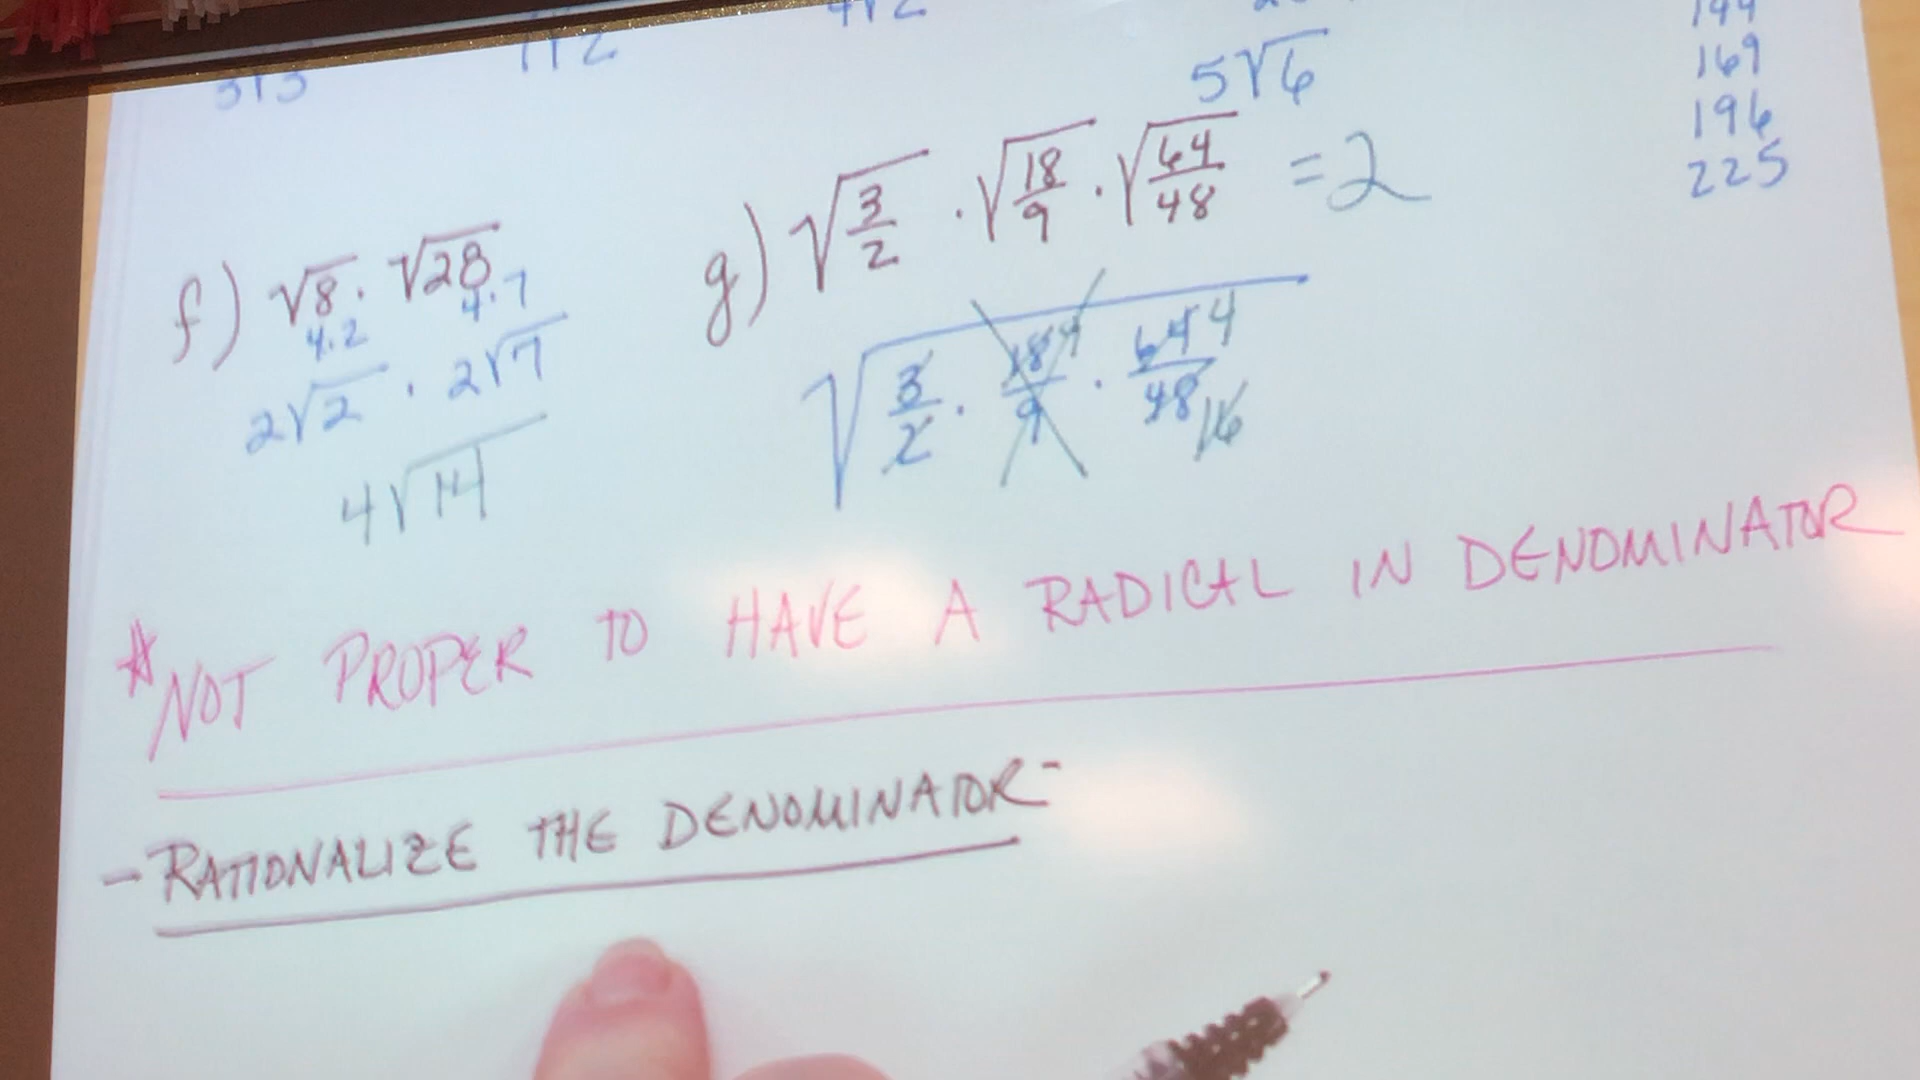 5√6
169
196
225
f) √8 · √28
4·2 4·7
2√2 · 2√7
4√14
g) √3/2 · √18/9 · √64/48 = 2
√3/2 · 18/9 · 64/48 4 16
*NOT PROPER TO HAVE A RADICAL IN DENOMINATOR
-RATIONALIZE THE DENOMINATOR-